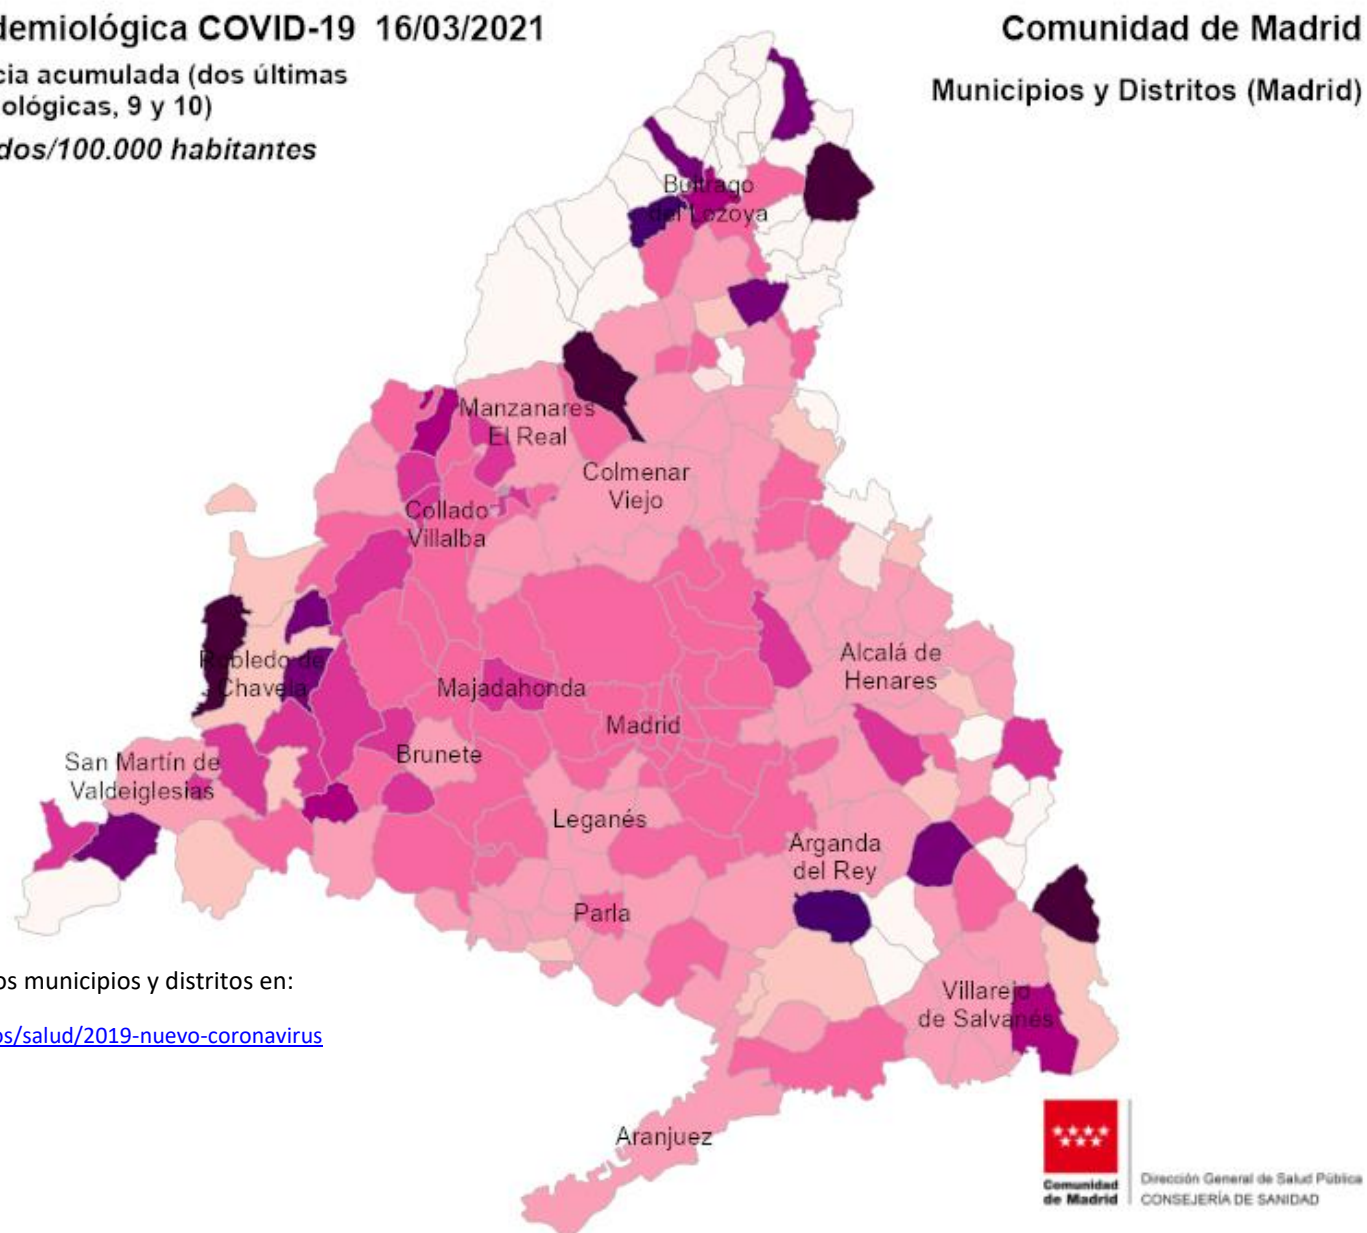 demiológica COVID-19 16/03/2021
Comunidad de Madrid
cia acumulada (dos últimas
ológicas, 9 y 10)
Municipios y Distritos (Madrid)
dos/100.000 habitantes
Buitrago
del Lozoya
Manzanares
El Real
Colmenar
Viejo
Collado
Villalba
Robledo de
Chavela
Majadahonda
Alcalá de
Henares
Madrid
Brunete
San Martín de
Valdeiglesias
Leganés
Arganda
del Rey
Parla
Villarejo
de Salvanés
Aranjuez
os municipios y distritos en:
os/salud/2019-nuevo-coronavirus
Comunidad
de Madrid
Dirección General de Salud Pública
CONSEJERÍA DE SANIDAD